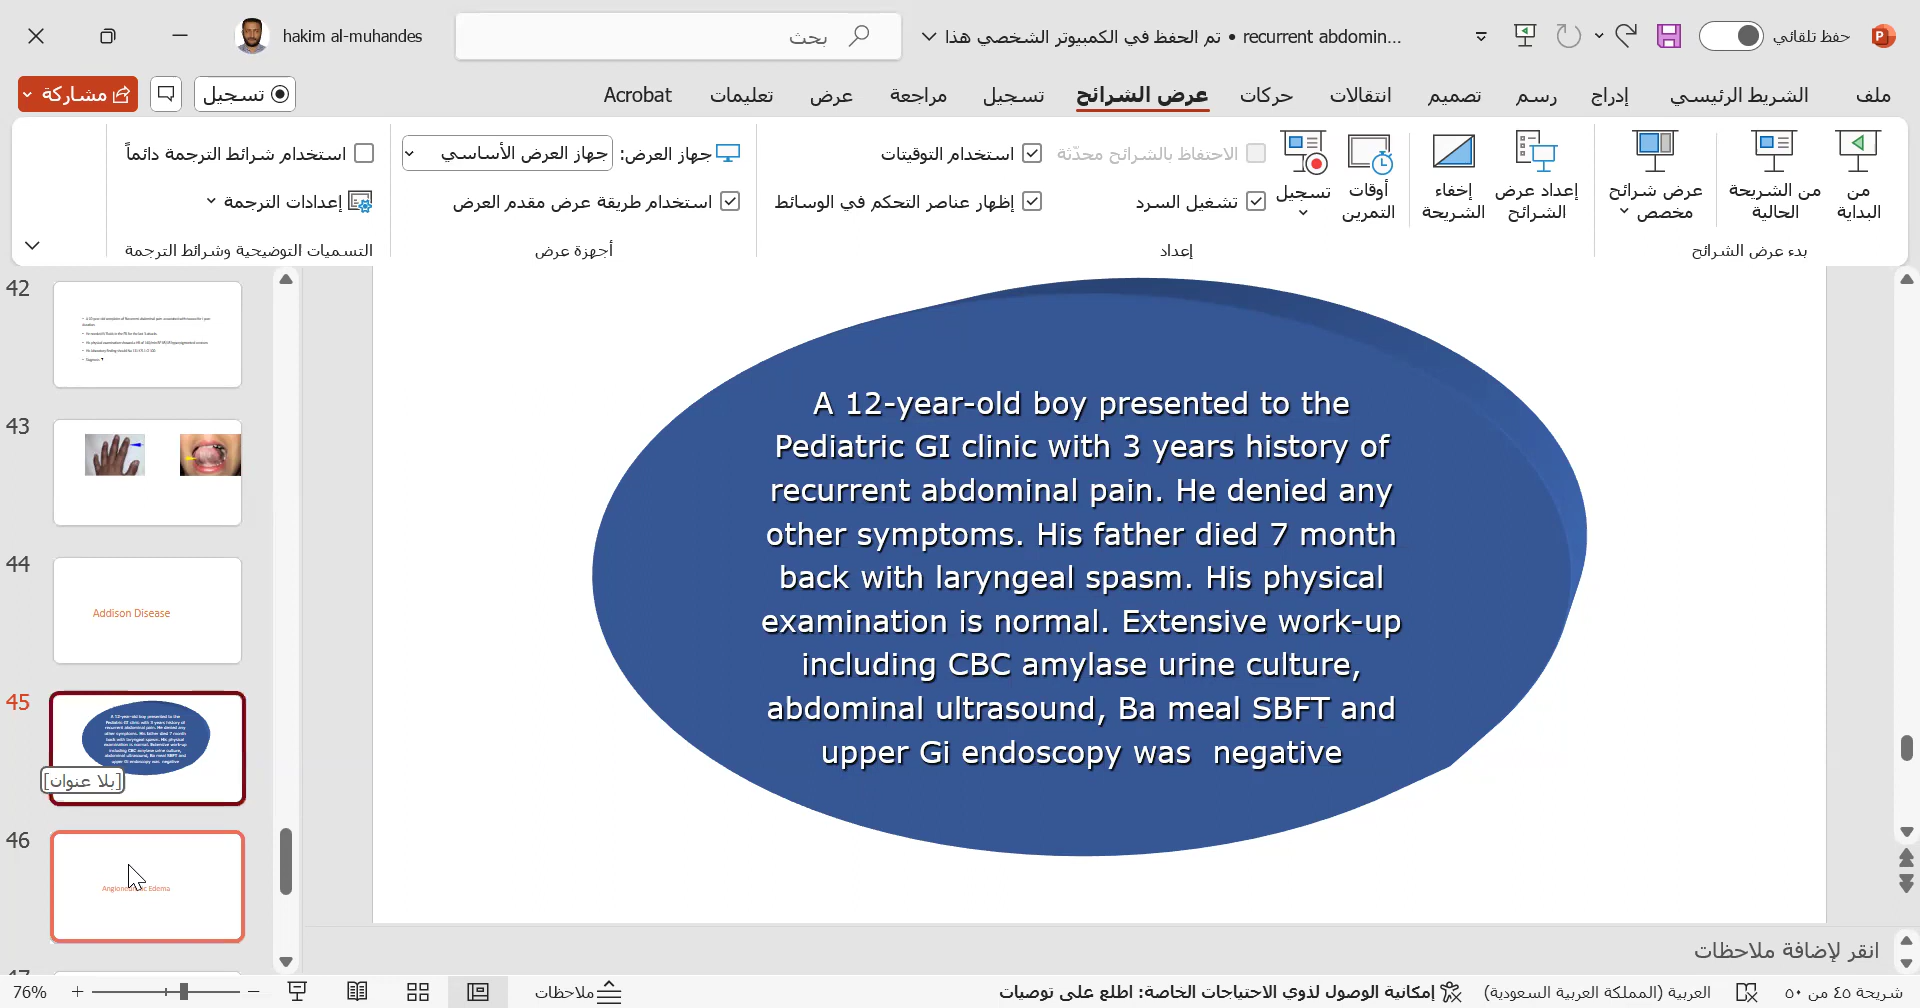 hakim al-muhandes
بحث
recurrent abdomin... • تم الحفظ في الكمبيوتر الشخصي هذا
حفظ تلقائي
ملف
الشريط الرئيسي
إدراج
رسم
تصميم
انتقالات
حركات
عرض الشرائح
تسجيل
مراجعة
عرض
تعليمات
Acrobat
تسجيل
مشاركة
من البداية
من الشريحة الحالية
عرض شرائح مخصص
بدء عرض الشرائح
إعداد عرض الشرائح
إخفاء الشريحة
أوقات التمرين
تسجيل
الاحتفاظ بالشرائح محدّثة
تشغيل السرد
استخدام التوقيتات
إظهار عناصر التحكم في الوسائط
إعداد
جهاز العرض: جهاز العرض الأساسي
استخدام طريقة عرض مقدم العرض
أجهزة عرض
استخدام شرائط الترجمة دائماً
إعدادات الترجمة
التسميات التوضيحية وشرائط الترجمة
42
43
44
Addison Disease
45
[بلا عنوان]
46
A 12-year-old boy presented to the
Pediatric GI clinic with 3 years history of
recurrent abdominal pain. He denied any
other symptoms. His father died 7 month
back with laryngeal spasm. His physical
examination is normal. Extensive work-up
including CBC amylase urine culture,
abdominal ultrasound, Ba meal SBFT and
upper Gi endoscopy was negative
انقر لإضافة ملاحظات
شريحة ٤٥ من ٥٠
العربية (المملكة العربية السعودية)
إمكانية الوصول لذوي الاحتياجات الخاصة: اطلع على توصيات
ملاحظات
76%